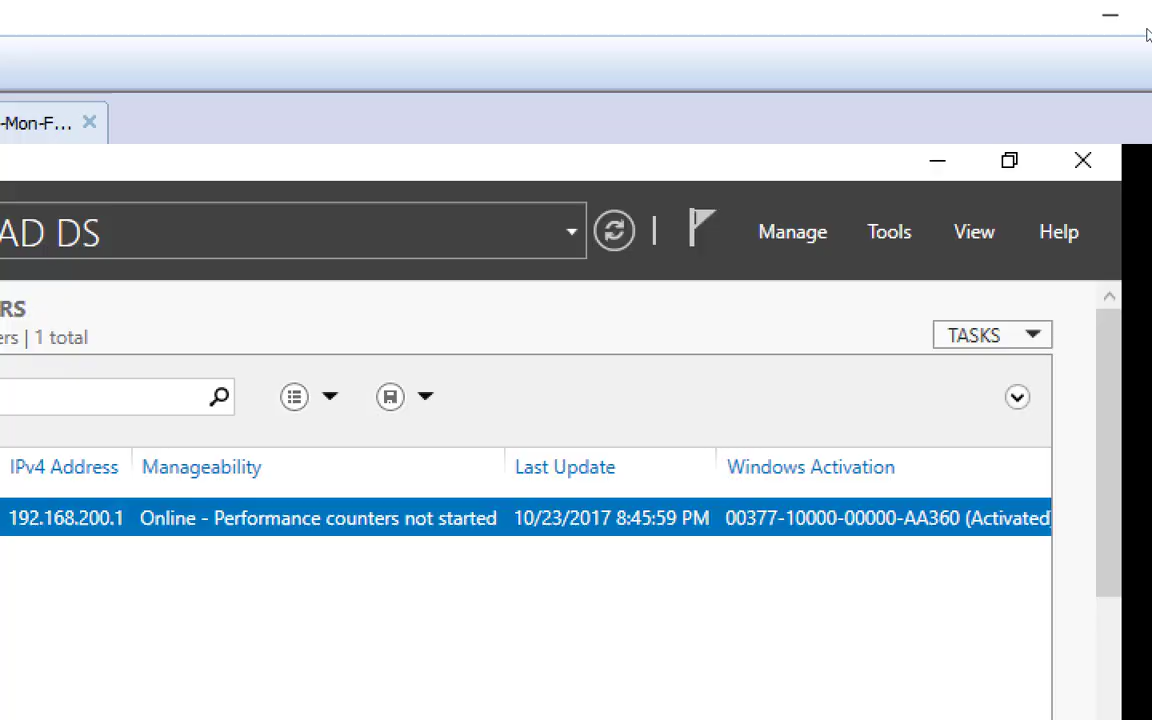 -Mon-F...
AD DS
Manage Tools View Help
RS
ers | 1 total
TASKS
IPv4 Address Manageability Last Update Windows Activation
192.168.200.1 Online - Performance counters not started 10/23/2017 8:45:59 PM 00377-10000-00000-AA360 (Activated)